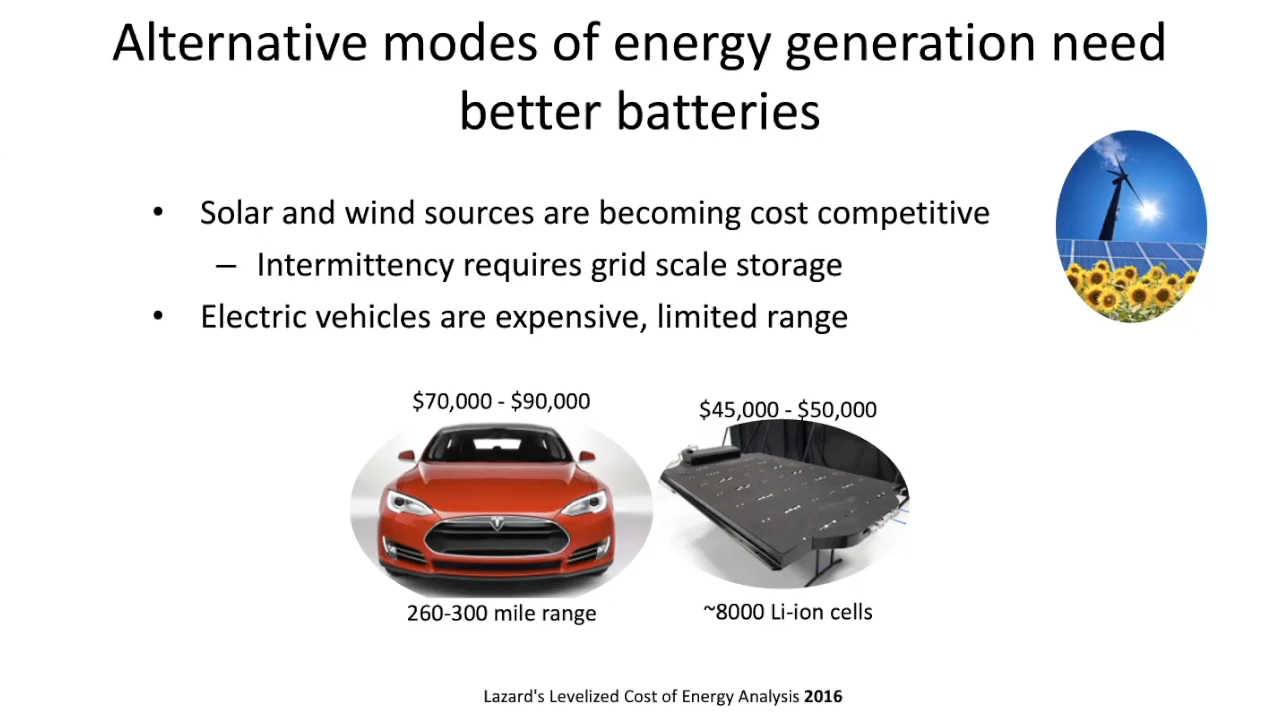 Alternative modes of energy generation need
better batteries
• Solar and wind sources are becoming cost competitive
– Intermittency requires grid scale storage
• Electric vehicles are expensive, limited range
$70,000 - $90,000
$45,000 - $50,000
260-300 mile range
~8000 Li-ion cells
Lazard's Levelized Cost of Energy Analysis 2016